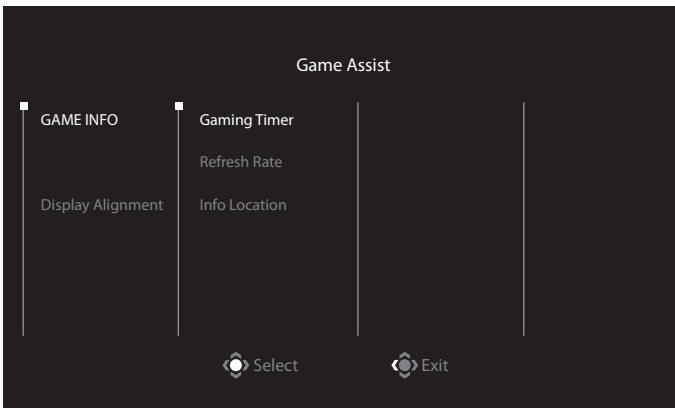 Game Assist
GAME INFO
Gaming Timer
Refresh Rate
Display Alignment
Info Location
Select
Exit